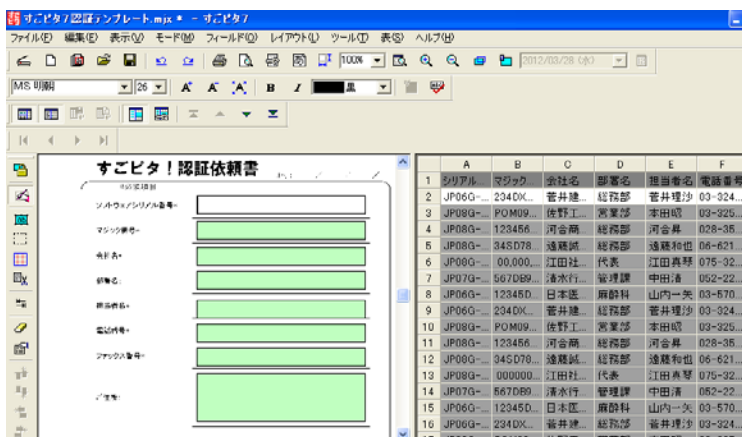 すごピタ7認証テンプレート.mjx * - すごピタ7
ファイル(F) 編集(E) 表示(V) モード(M) フィールド(D) レイアウト(L) ツール(T) 表(S) ヘルプ(H)
100% 2012/03/28 (水)
MS 明朝 26 A A A B I 黒
すごピタ!認証依頼書
ソフトウェアシリアル番号
マジック番号
会社名
部署名
担当者名
電話番号
ファックス番号
ご住所
A B C D E F
1 シリアル... マジック... 会社名 部署名 担当者名 電話番号
2 JP06G-... 234DX... 菅井建... 総務部 菅井理沙 03-324...
3 JP08G-... POM09... 佐野工... 営業部 本田昭 03-325...
4 JP08G-... 123456... 河合商... 総務部 河合昇 028-35...
5 JP08G-... 34SD78... 遠藤誠... 総務部 遠藤和也 06-621...
6 JP08G-... 00,000,... 江田社... 代表 江田真琴 075-32...
7 JP07G-... 567DB9... 清水行... 管理課 中田清 052-22...
8 JP06G-... 12345D... 日本医... 麻酔科 山内一矢 03-570...
9 JP06G-... 234DX... 菅井建... 総務部 菅井理沙 03-324...
10 JP08G-... POM09... 佐野工... 営業部 本田昭 03-325...
11 JP08G-... 123456... 河合商... 総務部 河合昇 028-35...
12 JP08G-... 34SD78... 遠藤誠... 総務部 遠藤和也 06-621...
13 JP08G-... 000000... 江田社... 代表 江田真琴 075-32...
14 JP07G-... 567DB9... 清水行... 管理課 中田清 052-22...
15 JP06G-... 12345D... 日本医... 麻酔科 山内一矢 03-570...
16 JP06G-... 234DX... 菅井建... 総務部 菅井理沙 03-324...